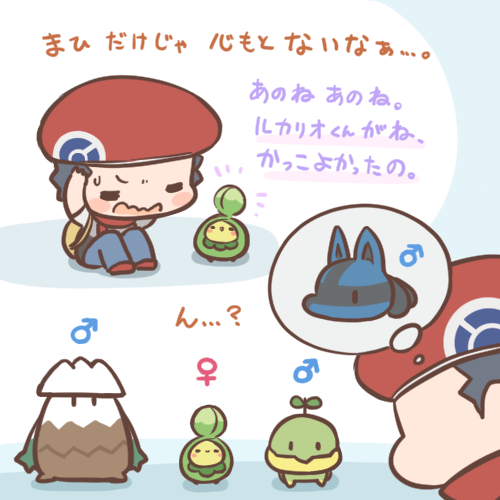 まひ だけじゃ 心もと ないなぁ…。
あのね あのね。
ルカリオくんがね、
かっこよかったの。
ん…？
♂
♂
♀
♂